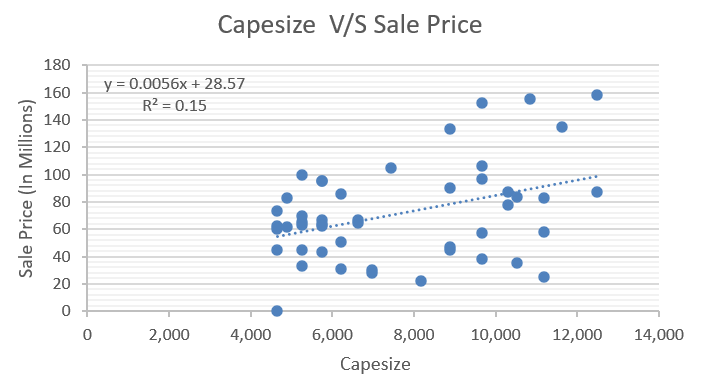 Capesize  V/S Sale Price
y = 0.0056x + 28.57
R² = 0.15
Sale Price (In Millions)
180
160
140
120
100
80
60
40
20
0
0 2,000 4,000 6,000 8,000 10,000 12,000 14,000
Capesize